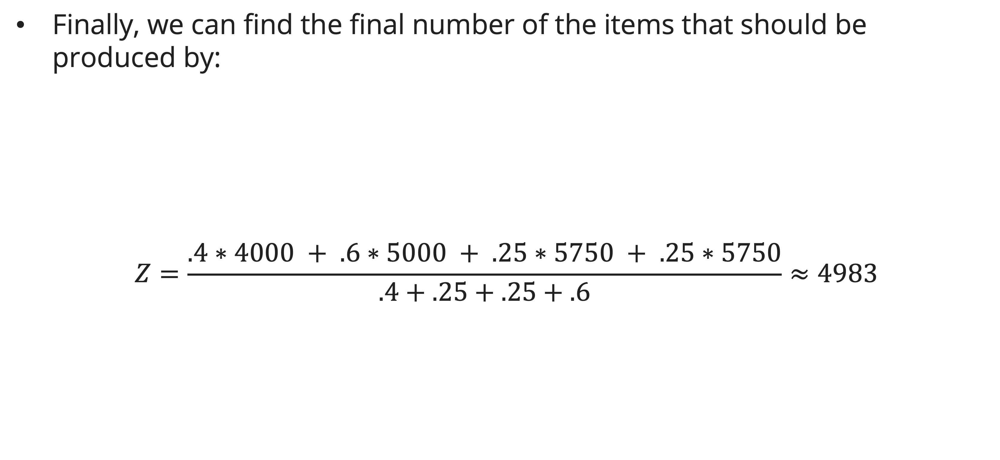 • Finally, we can find the final number of the items that should be
produced by:
Z = .4 ∗ 4000 + .6 ∗ 5000 + .25 ∗ 5750 + .25 ∗ 5750 ≈ 4983
.4 + .25 + .25 + .6